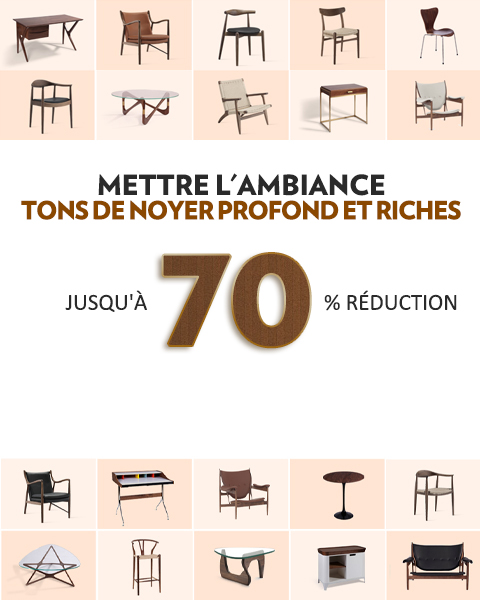 METTRE L´AMBIANCE
TONS DE NOYER PROFOND ET RICHES
JUSQU'À 70 % RÉDUCTION